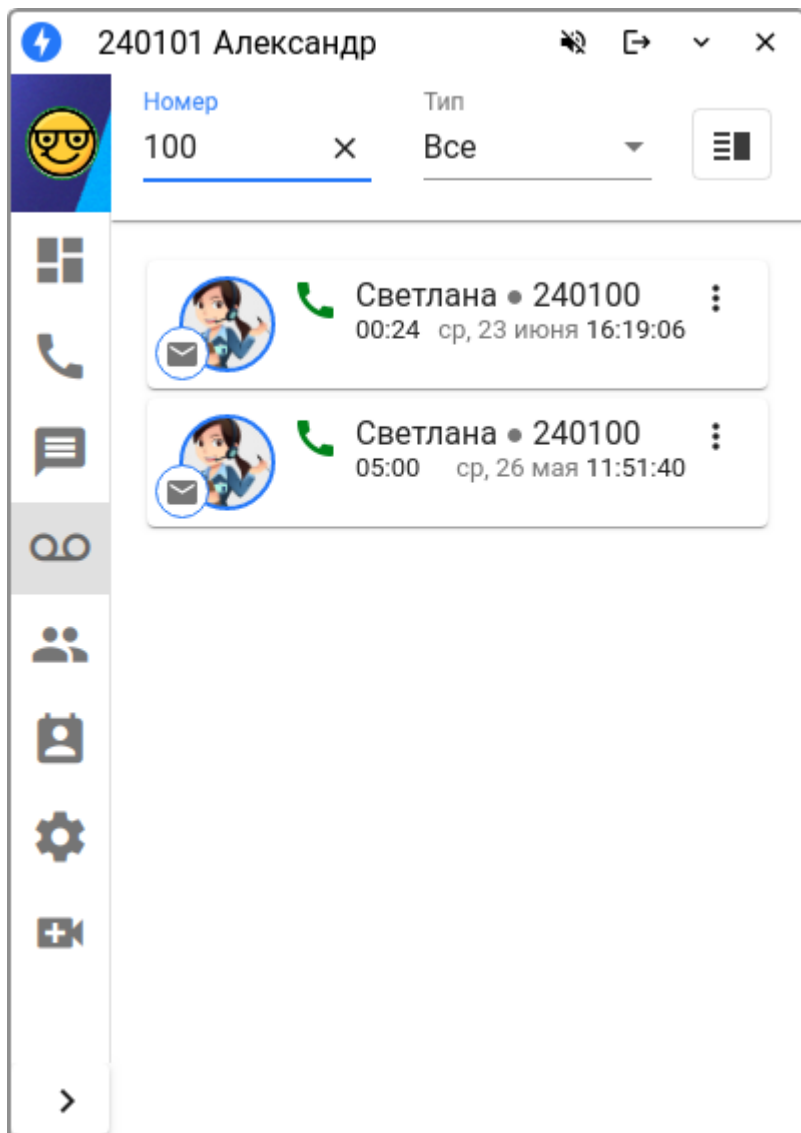 240101 Александр
Номер
Тип
100
Все
Светлана ● 240100
00:24 ср, 23 июня 16:19:06
Светлана ● 240100
05:00 ср, 26 мая 11:51:40